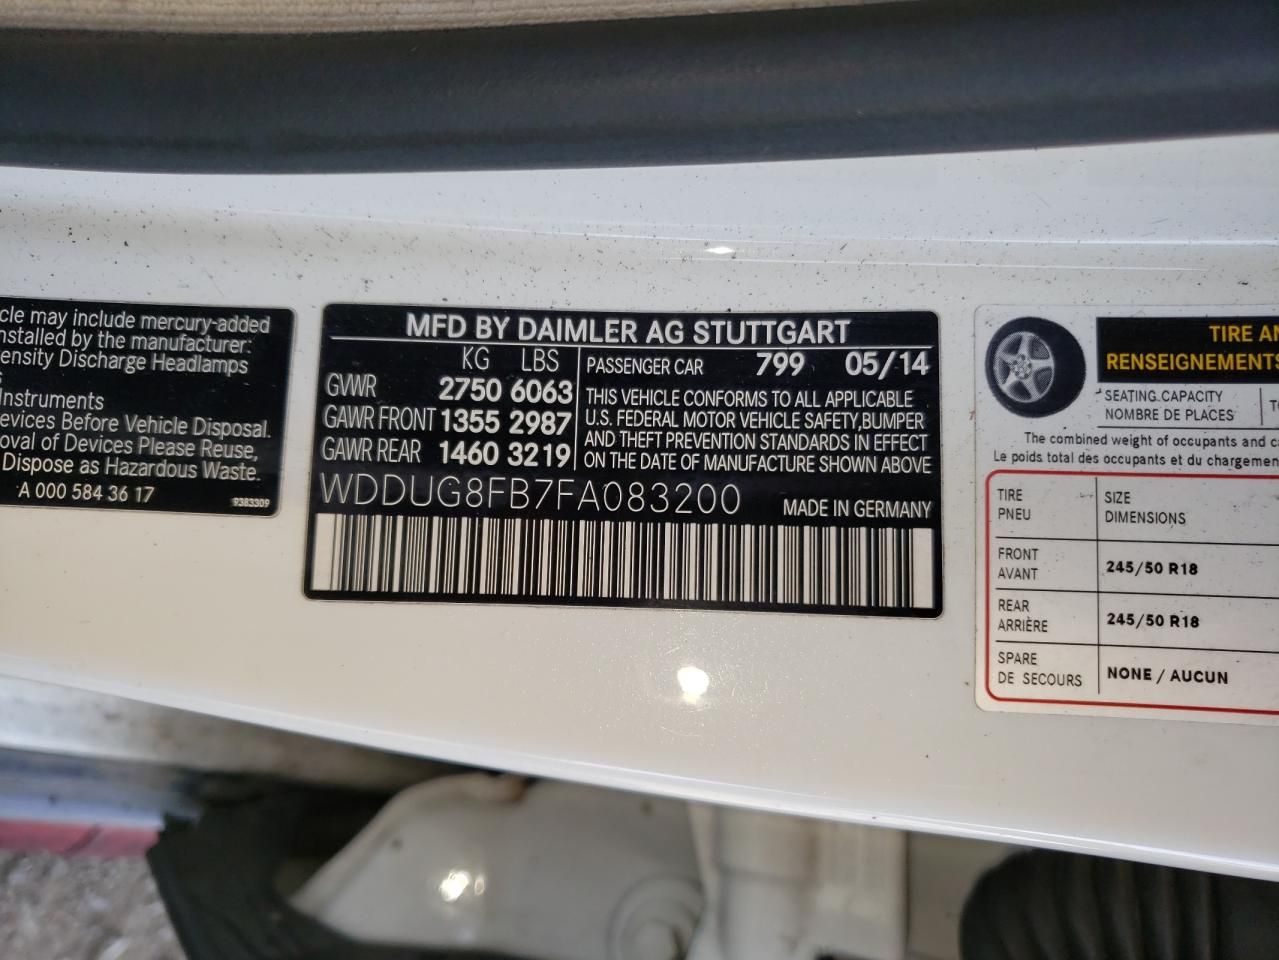 cle may include mercury-added
nstalled by the manufacturer:
ensity Discharge Headlamps
Instruments
evices Before Vehicle Disposal.
oval of Devices Please Reuse,
Dispose as Hazardous Waste.
A 000 584 36 17
9383309
MFD BY DAIMLER AG STUTTGART
KG LBS
GVWR 2750 6063
GAWR FRONT 1355 2987
GAWR REAR 1460 3219
PASSENGER CAR 799 05/14
THIS VEHICLE CONFORMS TO ALL APPLICABLE
U.S. FEDERAL MOTOR VEHICLE SAFETY, BUMPER
AND THEFT PREVENTION STANDARDS IN EFFECT
ON THE DATE OF MANUFACTURE SHOWN ABOVE
WDDUG8FB7FA083200 MADE IN GERMANY
TIRE AN
RENSEIGNEMENTS
SEATING CAPACITY
NOMBRE DE PLACES
The combined weight of occupants and c
Le poids total des occupants et du chargemen
TIRE SIZE
PNEU DIMENSIONS
FRONT
AVANT 245/50 R18
REAR
ARRIÈRE 245/50 R18
SPARE
DE SECOURS NONE / AUCUN